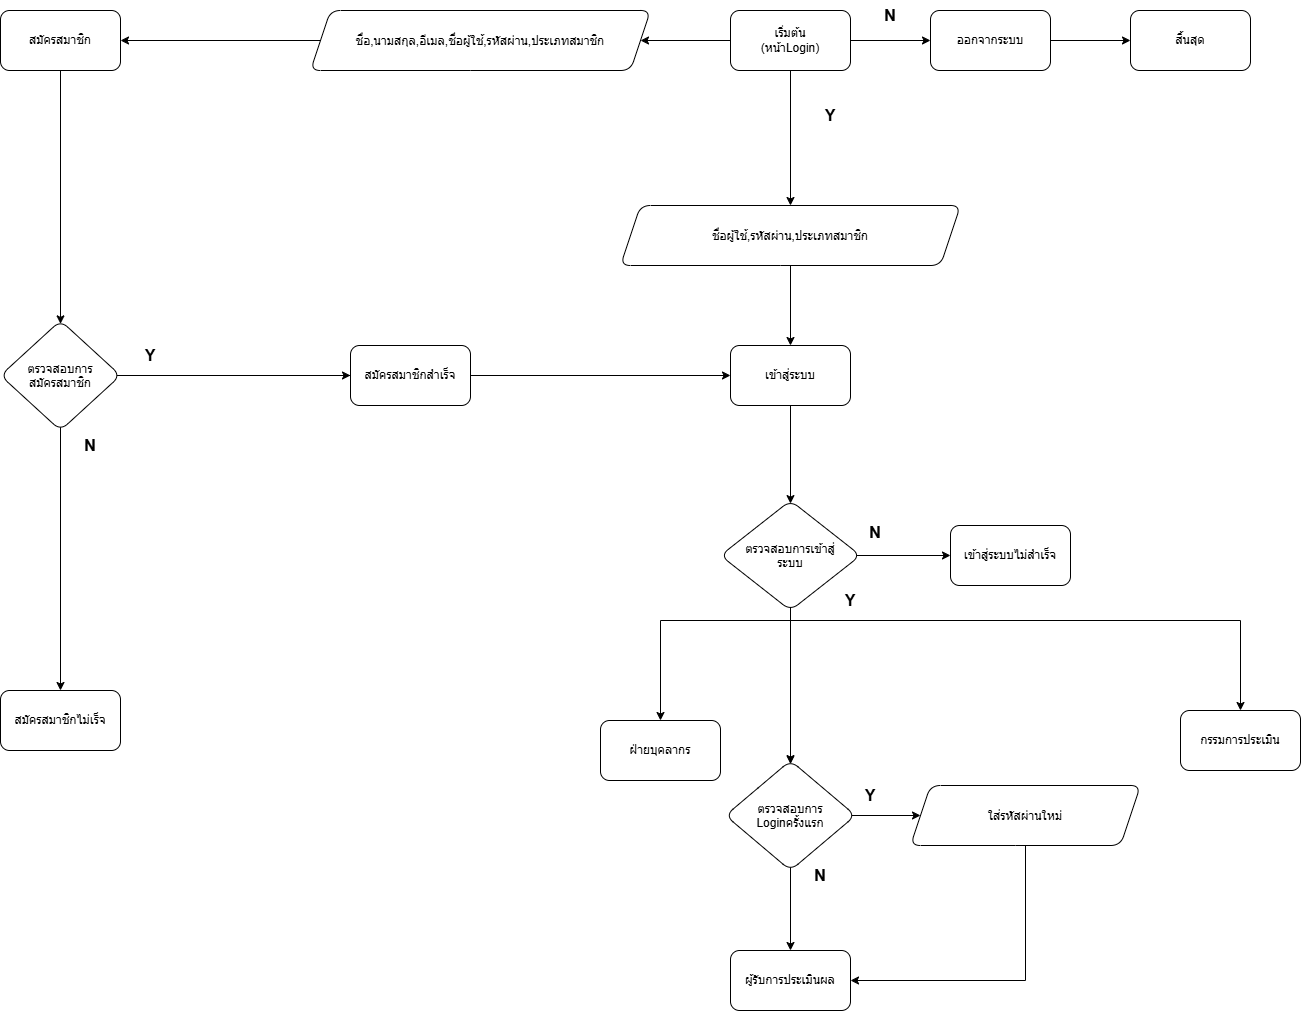 สมัครสมาชิก
ชื่อ,นามสกุล,อีเมล,ชื่อผู้ใช้,รหัสผ่าน,ประเภทสมาชิก
เริ่มต้น
(หน้าLogin)
N
ออกจากระบบ
สิ้นสุด
Y
ชื่อผู้ใช้,รหัสผ่าน,ประเภทสมาชิก
ตรวจสอบการ
สมัครสมาชิก
Y
สมัครสมาชิกสำเร็จ
เข้าสู่ระบบ
N
ตรวจสอบการเข้าสู่
ระบบ
N
เข้าสู่ระบบไม่สำเร็จ
Y
สมัครสมาชิกไม่เร็จ
ฝ่ายบุคลากร
กรรมการประเมิน
ตรวจสอบการ
Loginครั้งแรก
Y
ใส่รหัสผ่านใหม่
N
ผู้รับการประเมินผล